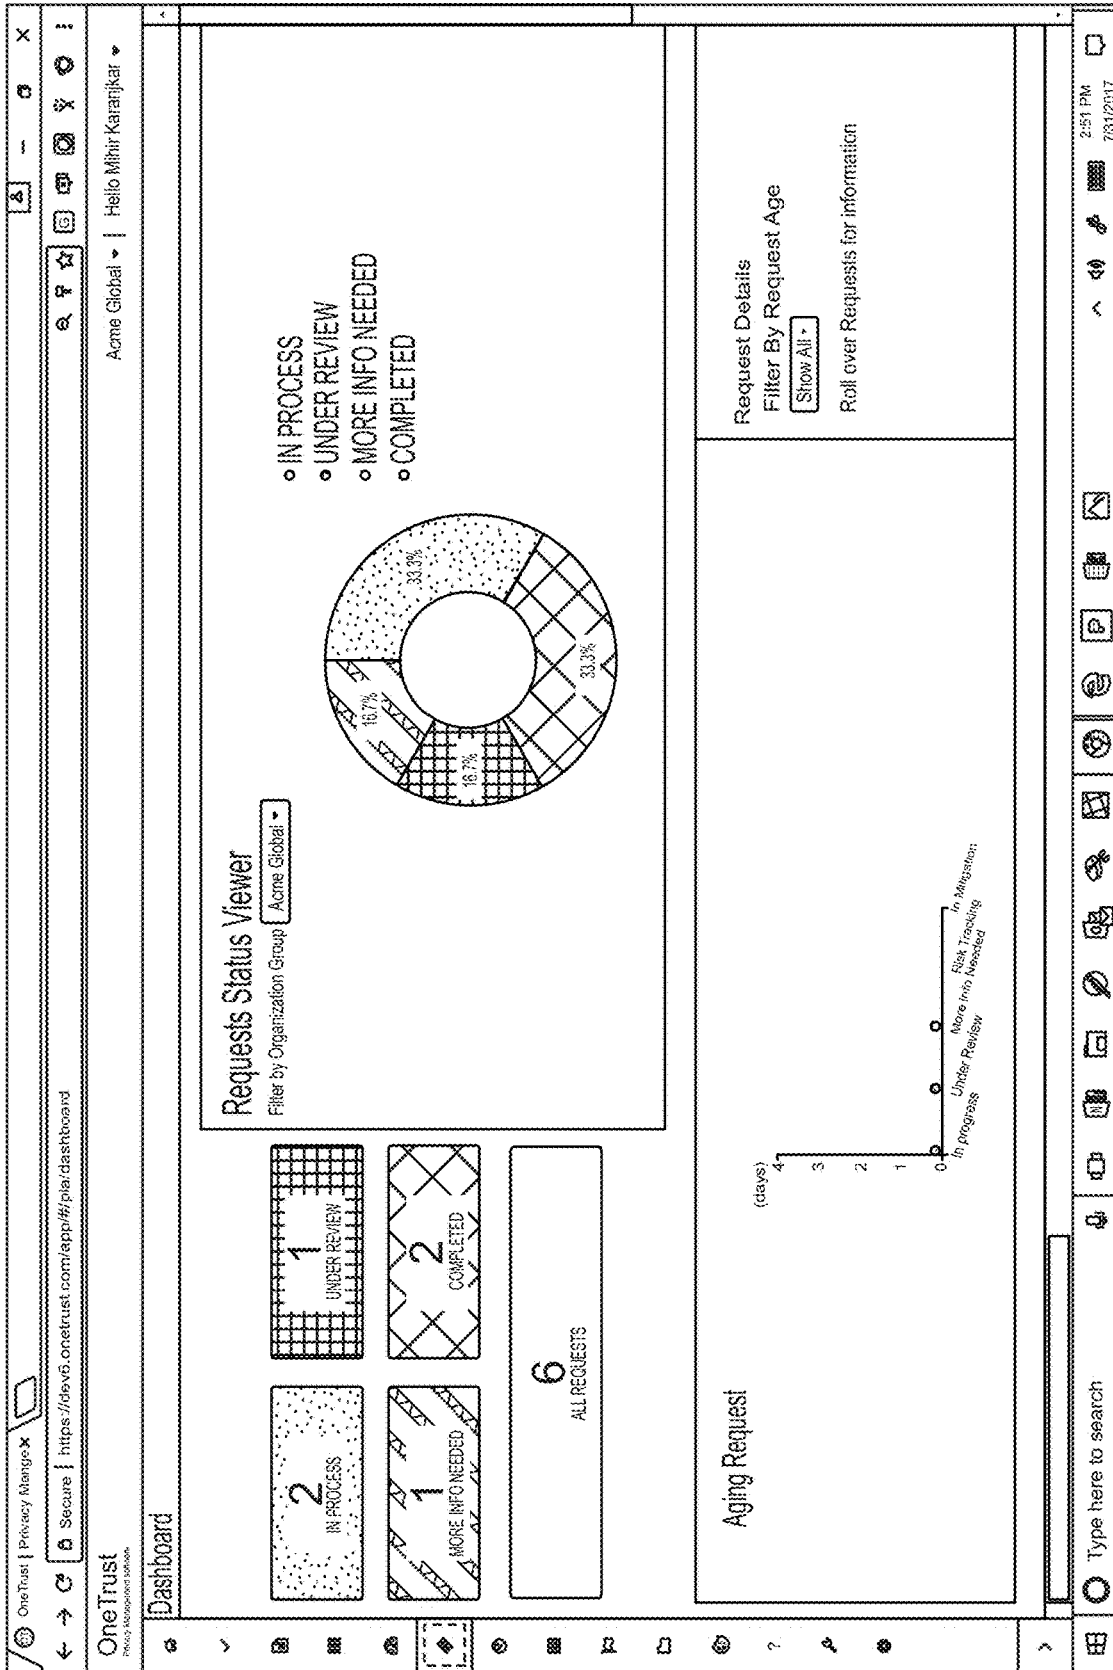 OneTrust | Privacy Mange X
Secure | https://dev6.onetrust.com/app/#/pia/dashboard
OneTrust
Privacy Management Software
Acme Global | Hello Mihir Karanjkar
Dashboard
2
IN PROCESS
1
UNDER REVIEW
1
MORE INFO NEEDED
2
COMPLETED
6
ALL REQUESTS
Requests Status Viewer
Filter by Organization Group Acme Global
16.7%
33.3%
16.7%
33.3%
IN PROCESS
UNDER REVIEW
MORE INFO NEEDED
COMPLETED
Aging Request
(days)
4
3
2
1
0
In progress
Under Review
More Info Needed
Risk Tracking
In Mitigation
Request Details
Filter By Request Age
Show All
Roll over Requests for information
Type here to search
2:51 PM
7/31/2017